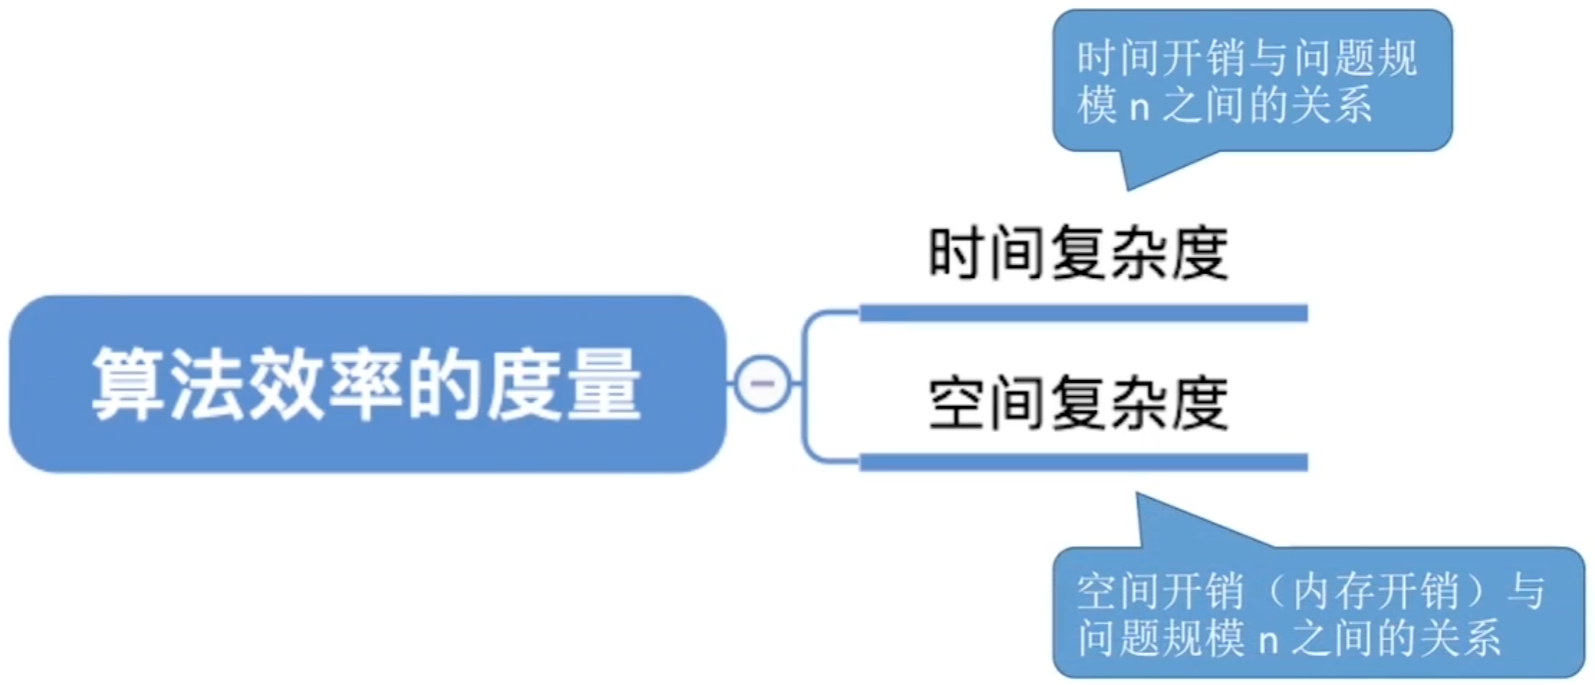 时间开销与问题规
模 n 之间的关系
时间复杂度
算法效率的度量
空间复杂度
空间开销（内存开销）与
问题规模 n 之间的关系